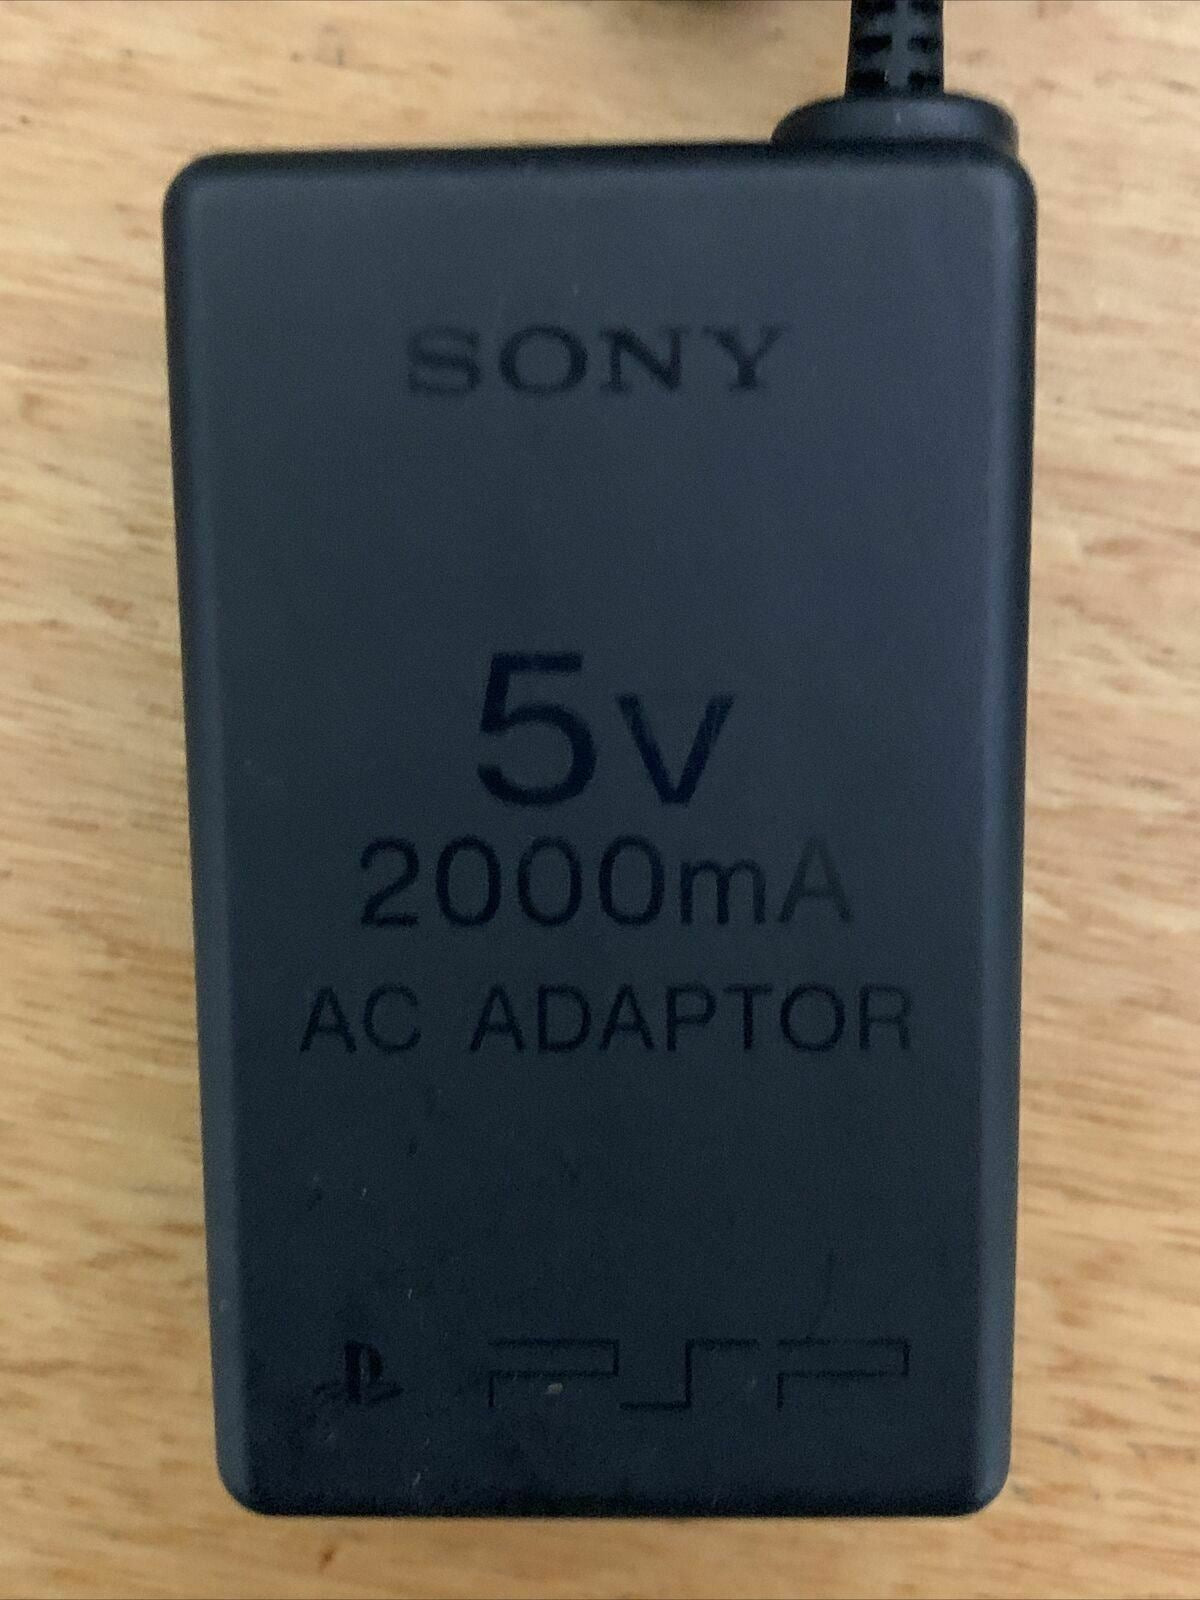 SONY
5V
2000mA
AC ADAPTOR
PSP